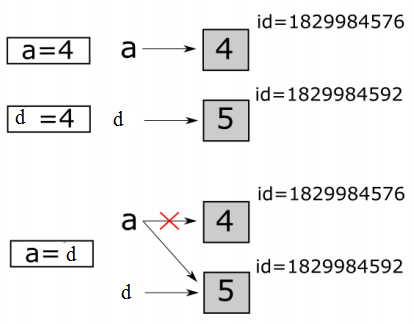 id=1829984576
a=4 a 4
id=1829984592
d =4 d 5
id=1829984576
a 4
a= d
id=1829984592
d 5